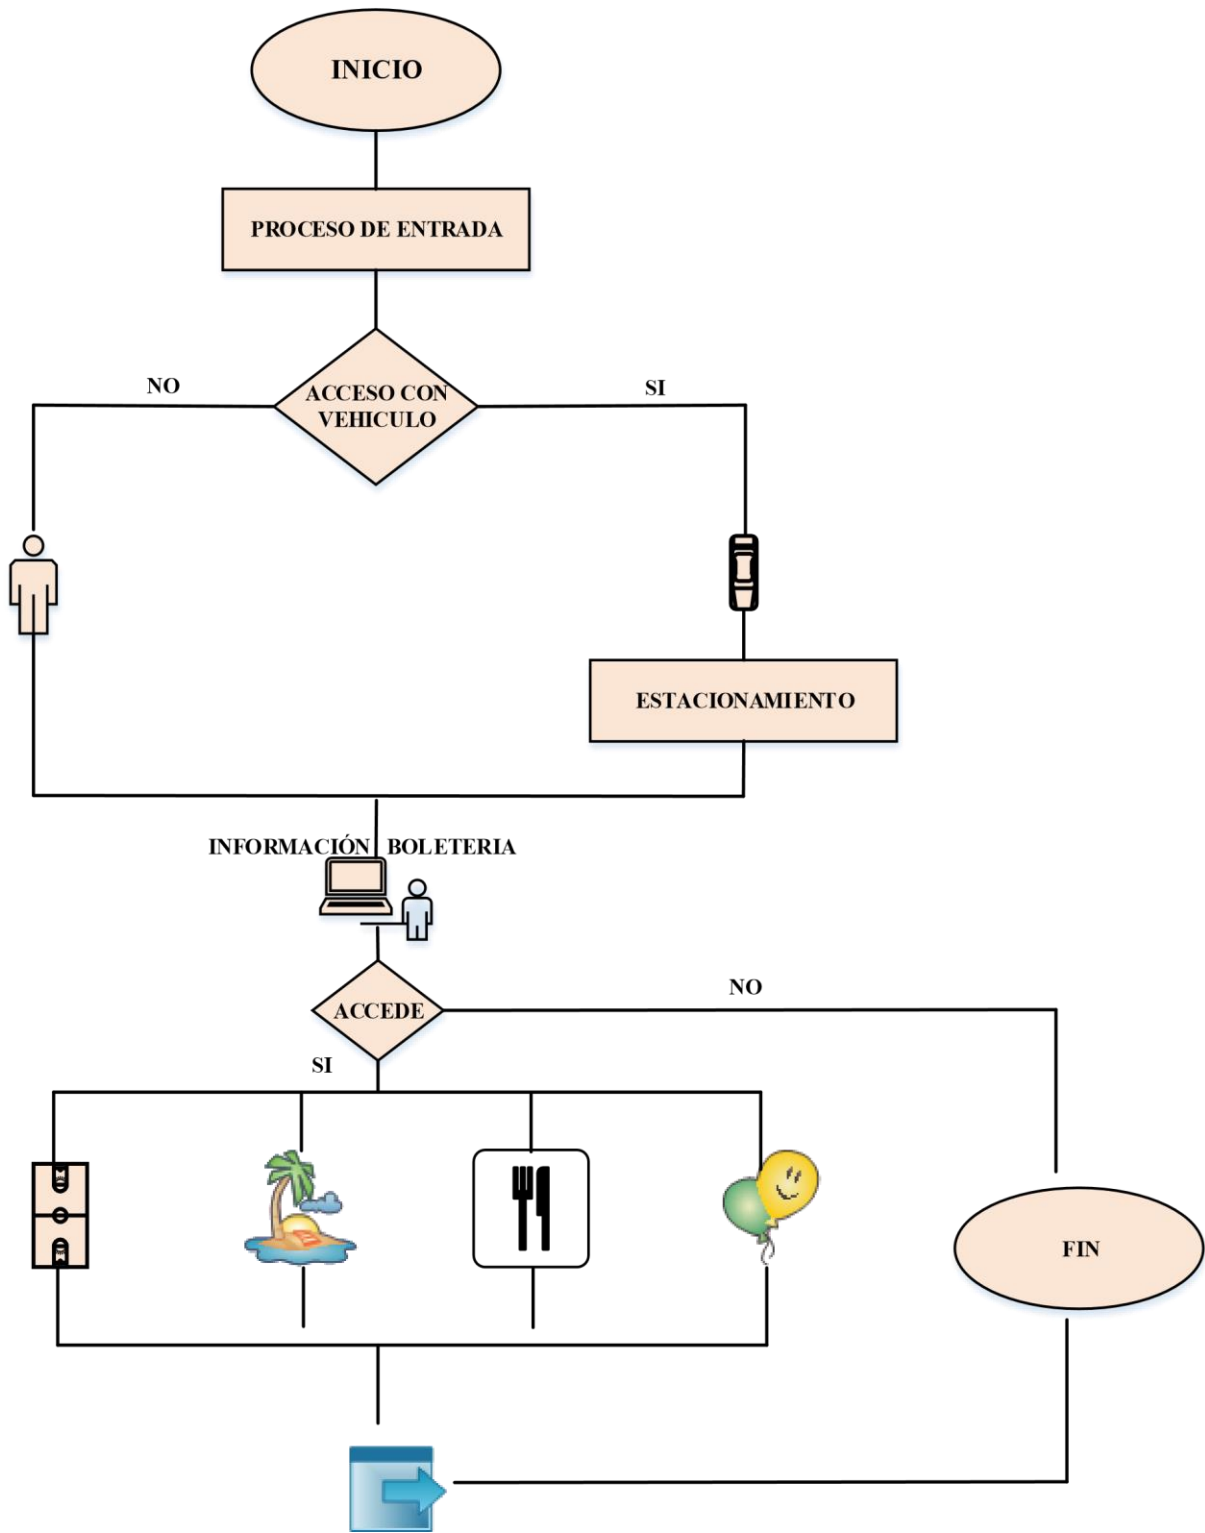 INICIO
PROCESO DE ENTRADA
NO
SI
ACCESO CON
VEHICULO
ESTACIONAMIENTO
INFORMACIÓN BOLETERIA
NO
ACCEDE
SI
FIN